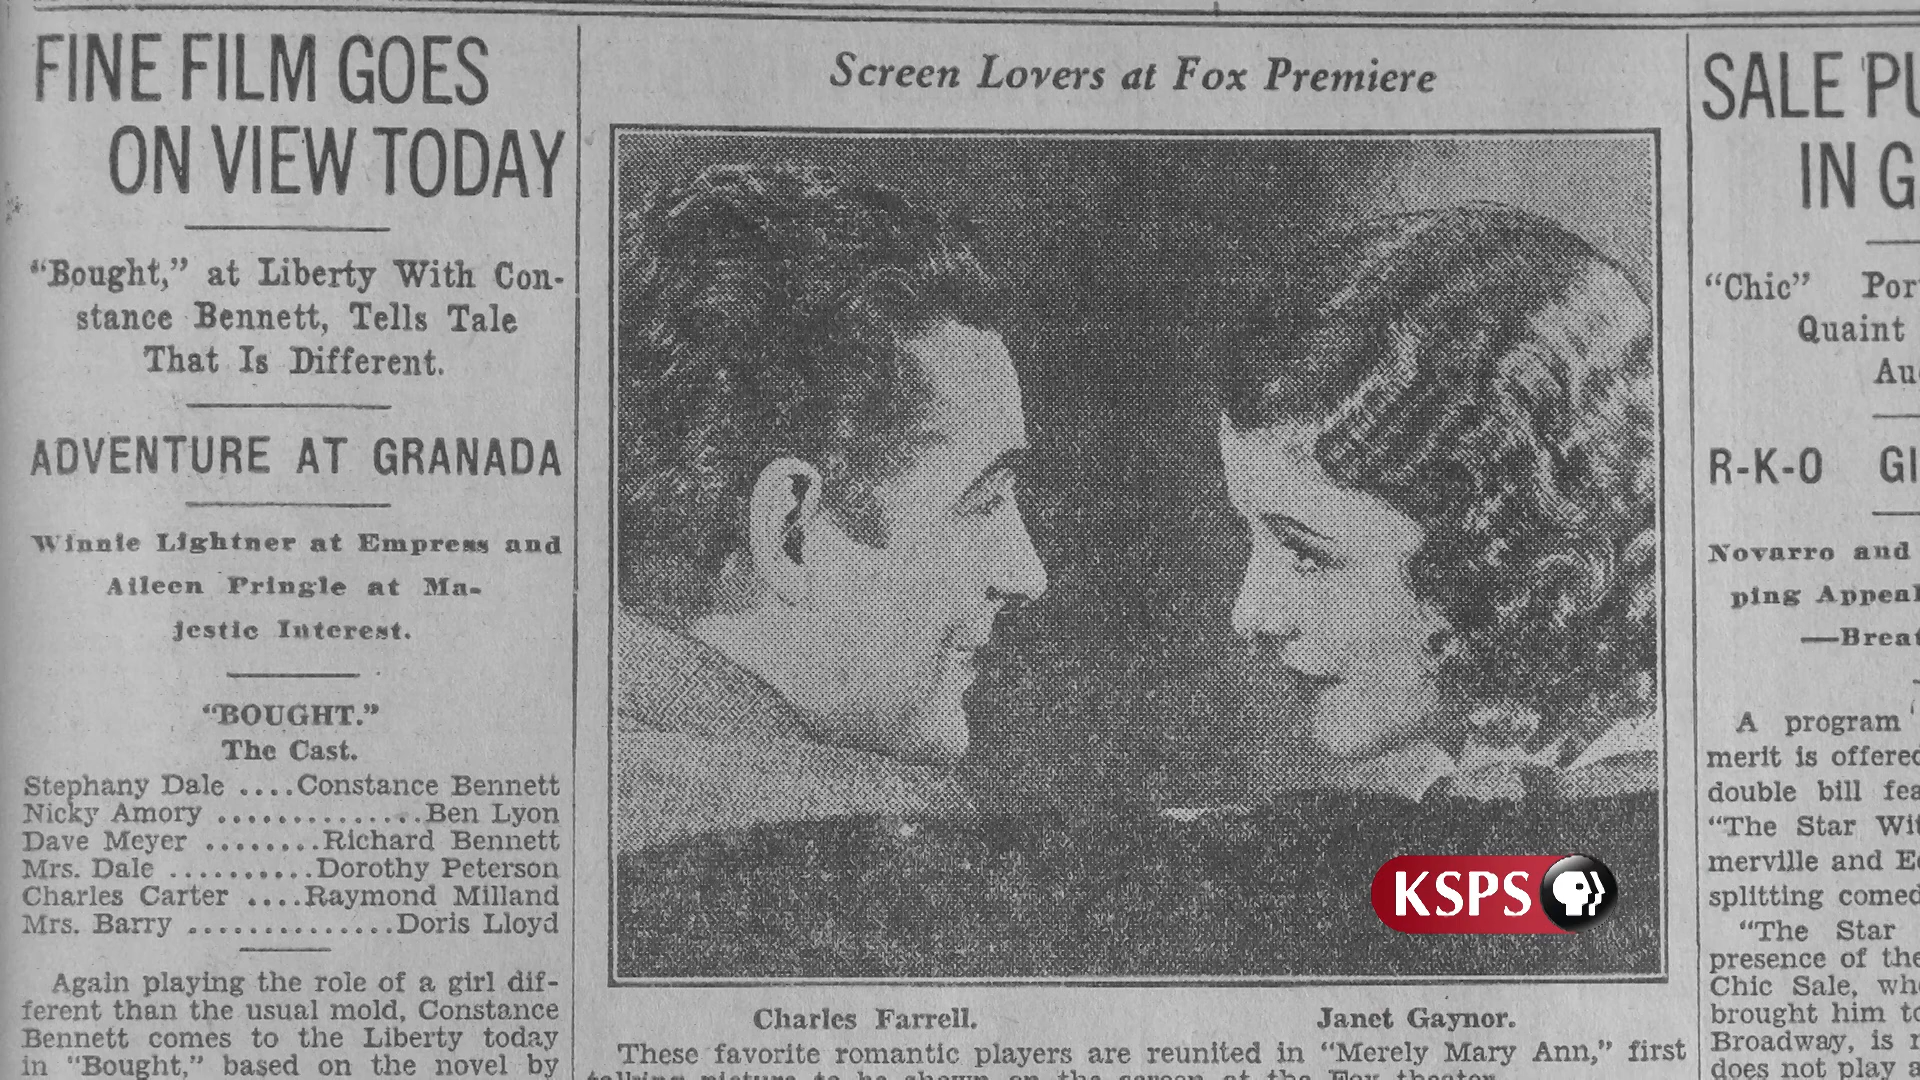 FINE FILM GOES
ON VIEW TODAY
"Bought," at Liberty With Con-
stance Bennett, Tells Tale
That Is Different.
ADVENTURE AT GRANADA
Winnie Lightner at Empress and
Aileen Pringle at Ma-
jestic Interest.
"BOUGHT."
The Cast.
Stephany Dale ....Constance Bennett
Nicky Amory ..............Ben Lyon
Dave Meyer ........Richard Bennett
Mrs. Dale ..........Dorothy Peterson
Charles Carter ....Raymond Milland
Mrs. Barry ..............Doris Lloyd
Again playing the role of a girl dif-
ferent than the usual mold, Constance
Bennett comes to the Liberty today
in "Bought," based on the novel by
Screen Lovers at Fox Premiere
KSPS
Charles Farrell.
Janet Gaynor.
These favorite romantic players are reunited in "Merely Mary Ann," first
talking picture to be shown on the screen at the Fox theater.
SALE PU
IN G
"Chic" Por
Quaint
Au
R-K-O GI
Novarro and
ping Appeal
—Breat
A program
merit is offered
double bill fea
"The Star Wit
merville and E
splitting comed
"The Star
presence of the
Chic Sale, wh
brought him to
Broadway, is
does not play a